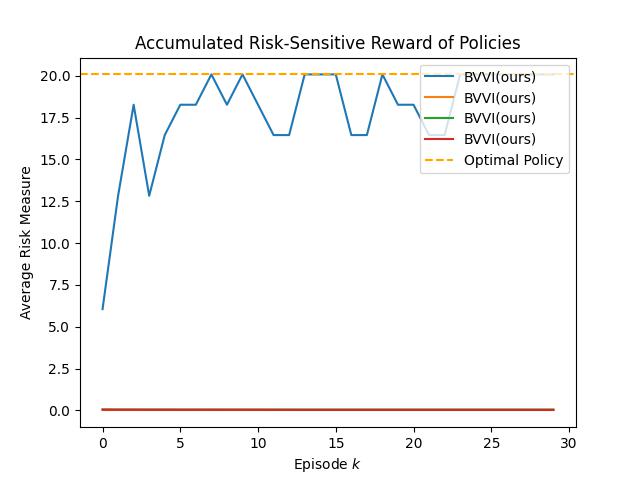 Accumulated Risk-Sensitive Reward of Policies
20.0
17.5
15.0
12.5
10.0
7.5
5.0
2.5
0.0
Average Risk Measure
BVVI(ours)
BVVI(ours)
BVVI(ours)
BVVI(ours)
Optimal Policy
0 5 10 15 20 25 30
Episode k